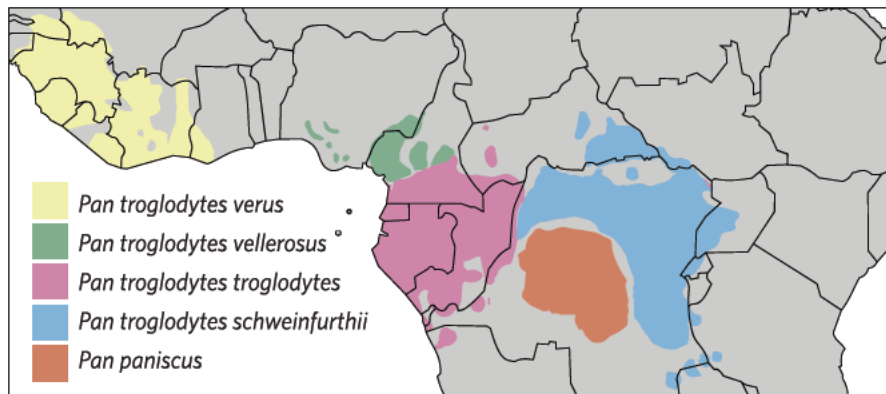 Pan troglodytes verus
Pan troglodytes vellerosus
Pan troglodytes troglodytes
Pan troglodytes schweinfurthii
Pan paniscus